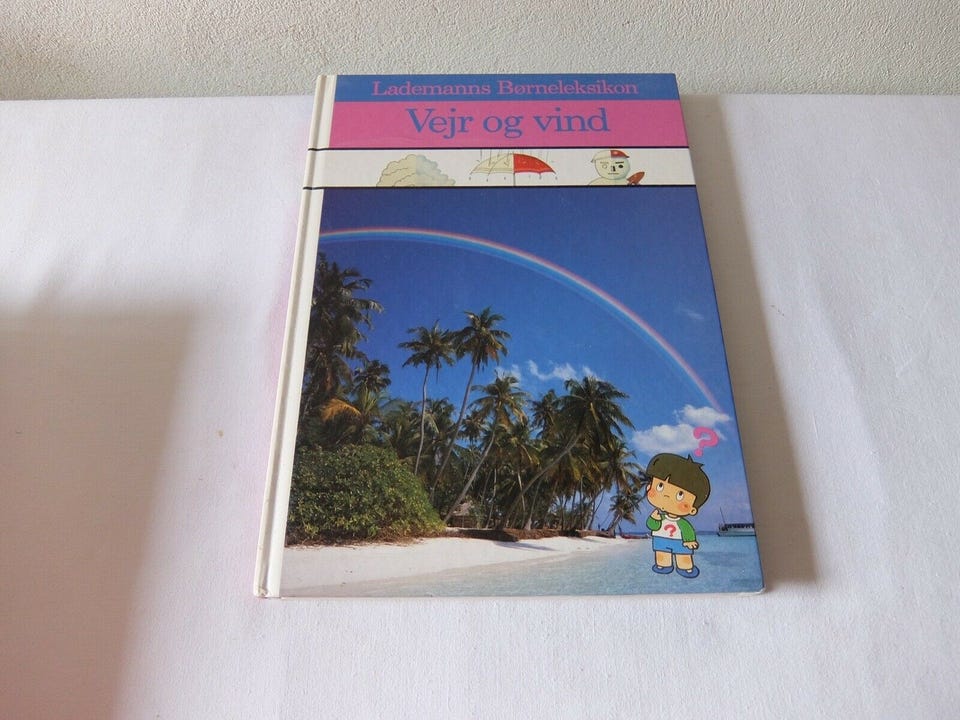 Lademanns Børneleksikon
Vejr og vind
?
?